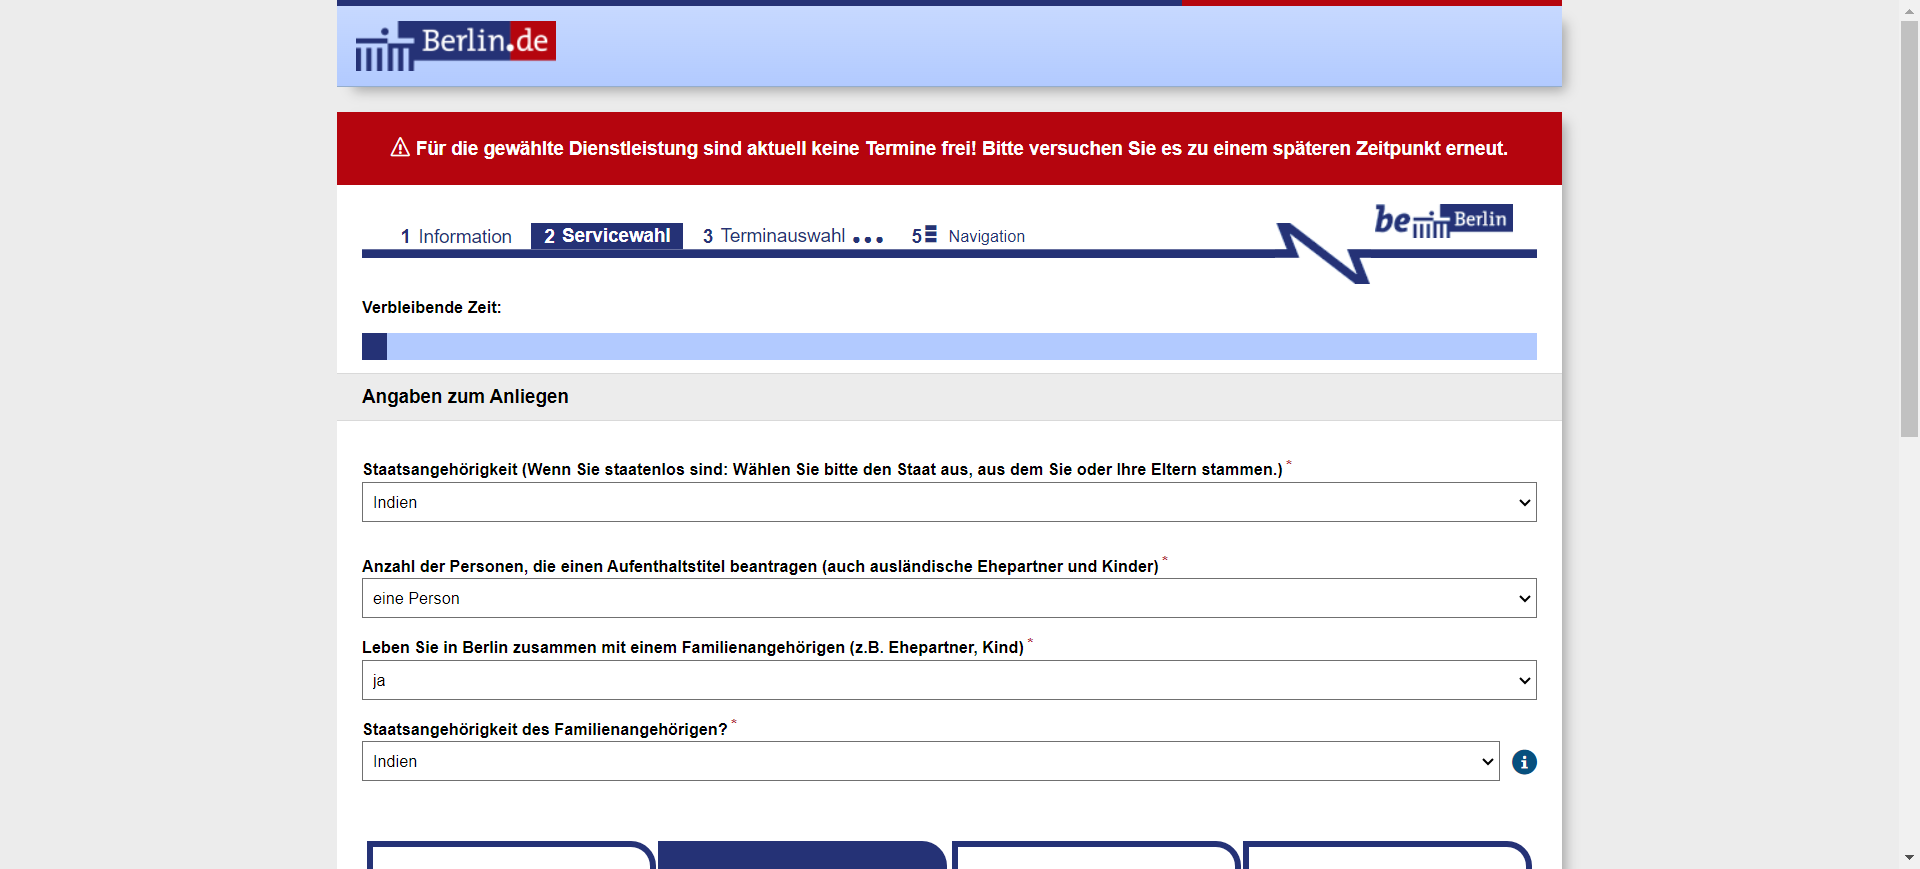 Berlin.de
Für die gewählte Dienstleistung sind aktuell keine Termine frei! Bitte versuchen Sie es zu einem späteren Zeitpunkt erneut.
be Berlin
1 Information 2 Servicewahl 3 Terminauswahl ... 5 Navigation
Verbleibende Zeit:
Angaben zum Anliegen
Staatsangehörigkeit (Wenn Sie staatenlos sind: Wählen Sie bitte den Staat aus, aus dem Sie oder Ihre Eltern stammen.) *
Indien
Anzahl der Personen, die einen Aufenthaltstitel beantragen (auch ausländische Ehepartner und Kinder) *
eine Person
Leben Sie in Berlin zusammen mit einem Familienangehörigen (z.B. Ehepartner, Kind) *
ja
Staatsangehörigkeit des Familienangehörigen? *
Indien